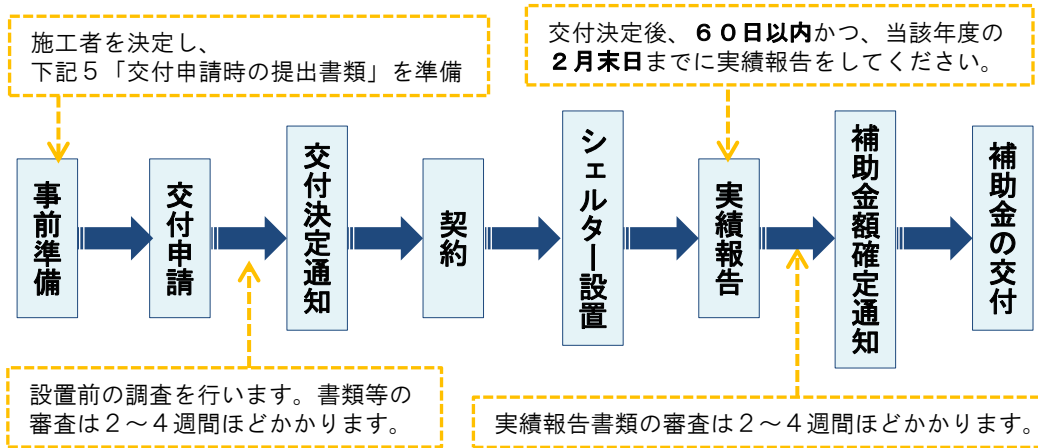 施工者を決定し、
下記５「交付申請時の提出書類」を準備
交付決定後、６０日以内かつ、当該年度の
２月末日までに実績報告をしてください。
事前準備
交付申請
交付決定通知
契約
シェルター設置
実績報告
補助金額確定通知
補助金の交付
設置前の調査を行います。書類等の
審査は２～４週間ほどかかります。
実績報告書類の審査は２～４週間ほどかかります。